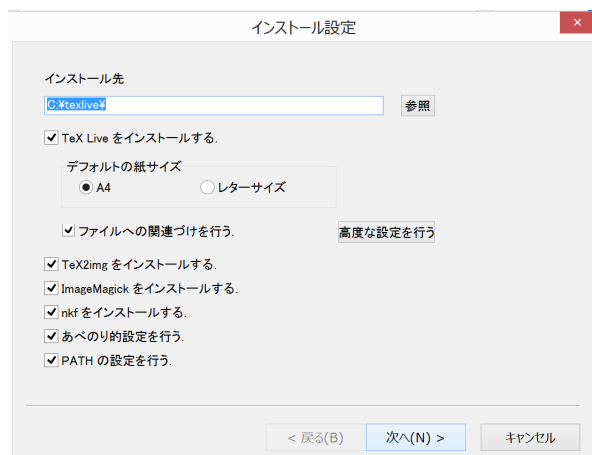 インストール設定
インストール先
C:¥texlive¥
参照
TeX Live をインストールする.
デフォルトの紙サイズ
A4 レターサイズ
ファイルへの関連づけを行う. 高度な設定を行う
TeX2img をインストールする.
ImageMagick をインストールする.
nkf をインストールする.
あべのり的設定を行う.
PATH の設定を行う.
< 戻る(B) 次へ(N) > キャンセル